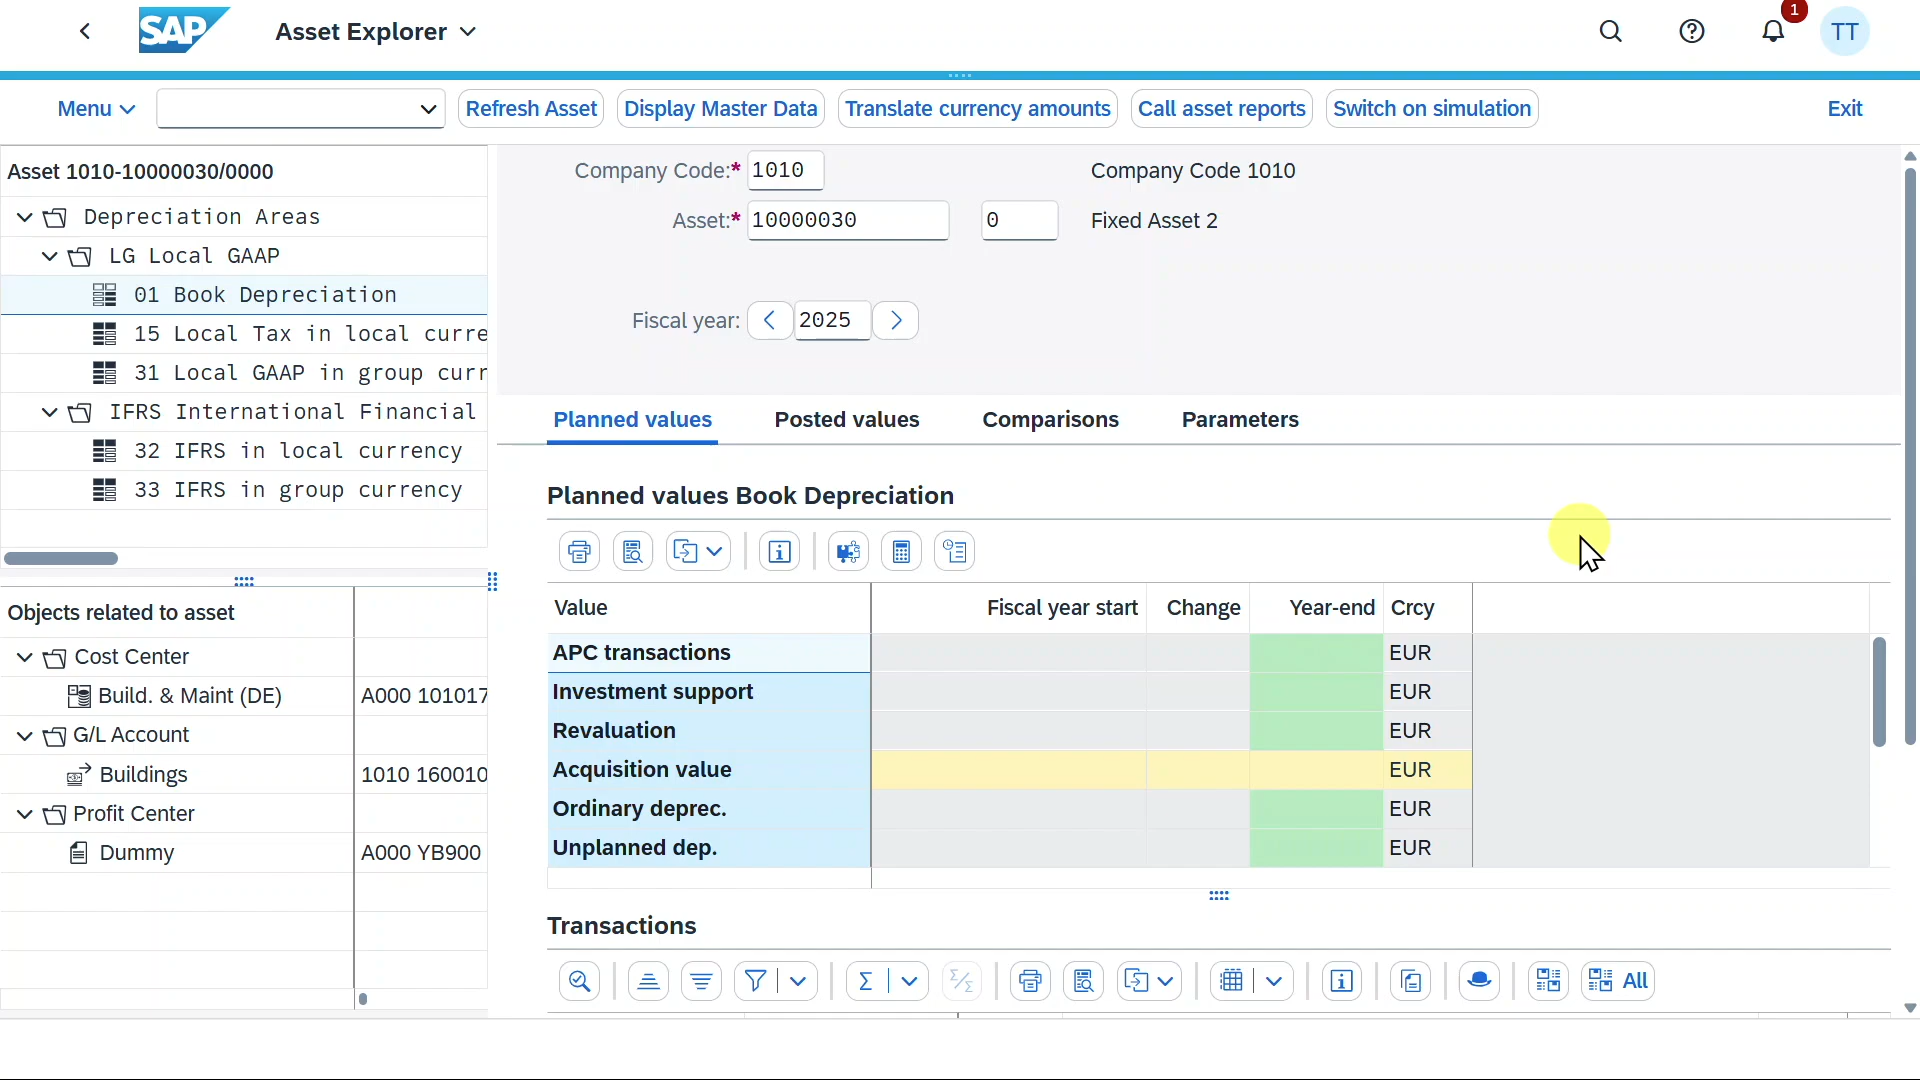 SAP Asset Explorer 1 TT
Menu Refresh Asset Display Master Data Translate currency amounts Call asset reports Switch on simulation Exit
Asset 1010-10000030/0000
Depreciation Areas
LG Local GAAP
01 Book Depreciation
15 Local Tax in local curre
31 Local GAAP in group curr
IFRS International Financial
32 IFRS in local currency
33 IFRS in group currency
Objects related to asset
Cost Center
Build. & Maint (DE) A000 101017
G/L Account
Buildings 1010 160010
Profit Center
Dummy A000 YB900
Company Code:* 1010 Company Code 1010
Asset:* 10000030 0 Fixed Asset 2
Fiscal year: 2025
Planned values Posted values Comparisons Parameters
Planned values Book Depreciation
Value Fiscal year start Change Year-end Crcy
APC transactions EUR
Investment support EUR
Revaluation EUR
Acquisition value EUR
Ordinary deprec. EUR
Unplanned dep. EUR
Transactions
All